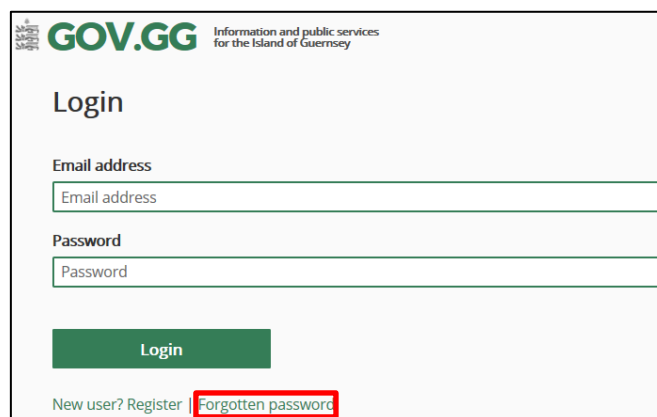 GOV.GG
Information and public services
for the Island of Guernsey
Login
Email address
Email address
Password
Password
Login
New user? Register | Forgotten password